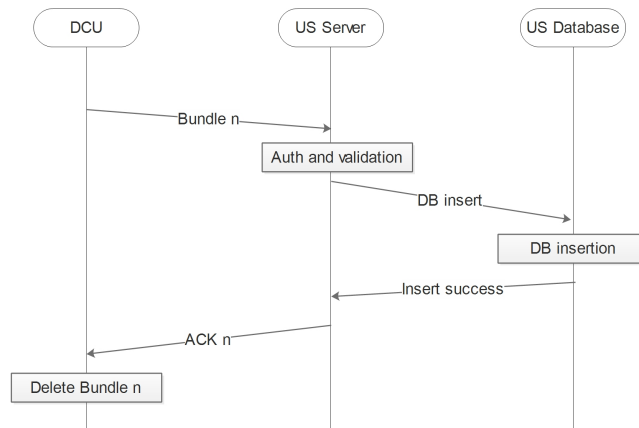 DCU
US Server
US Database
Bundle n
Auth and validation
DB insert
DB insertion
Insert success
ACK n
Delete Bundle n